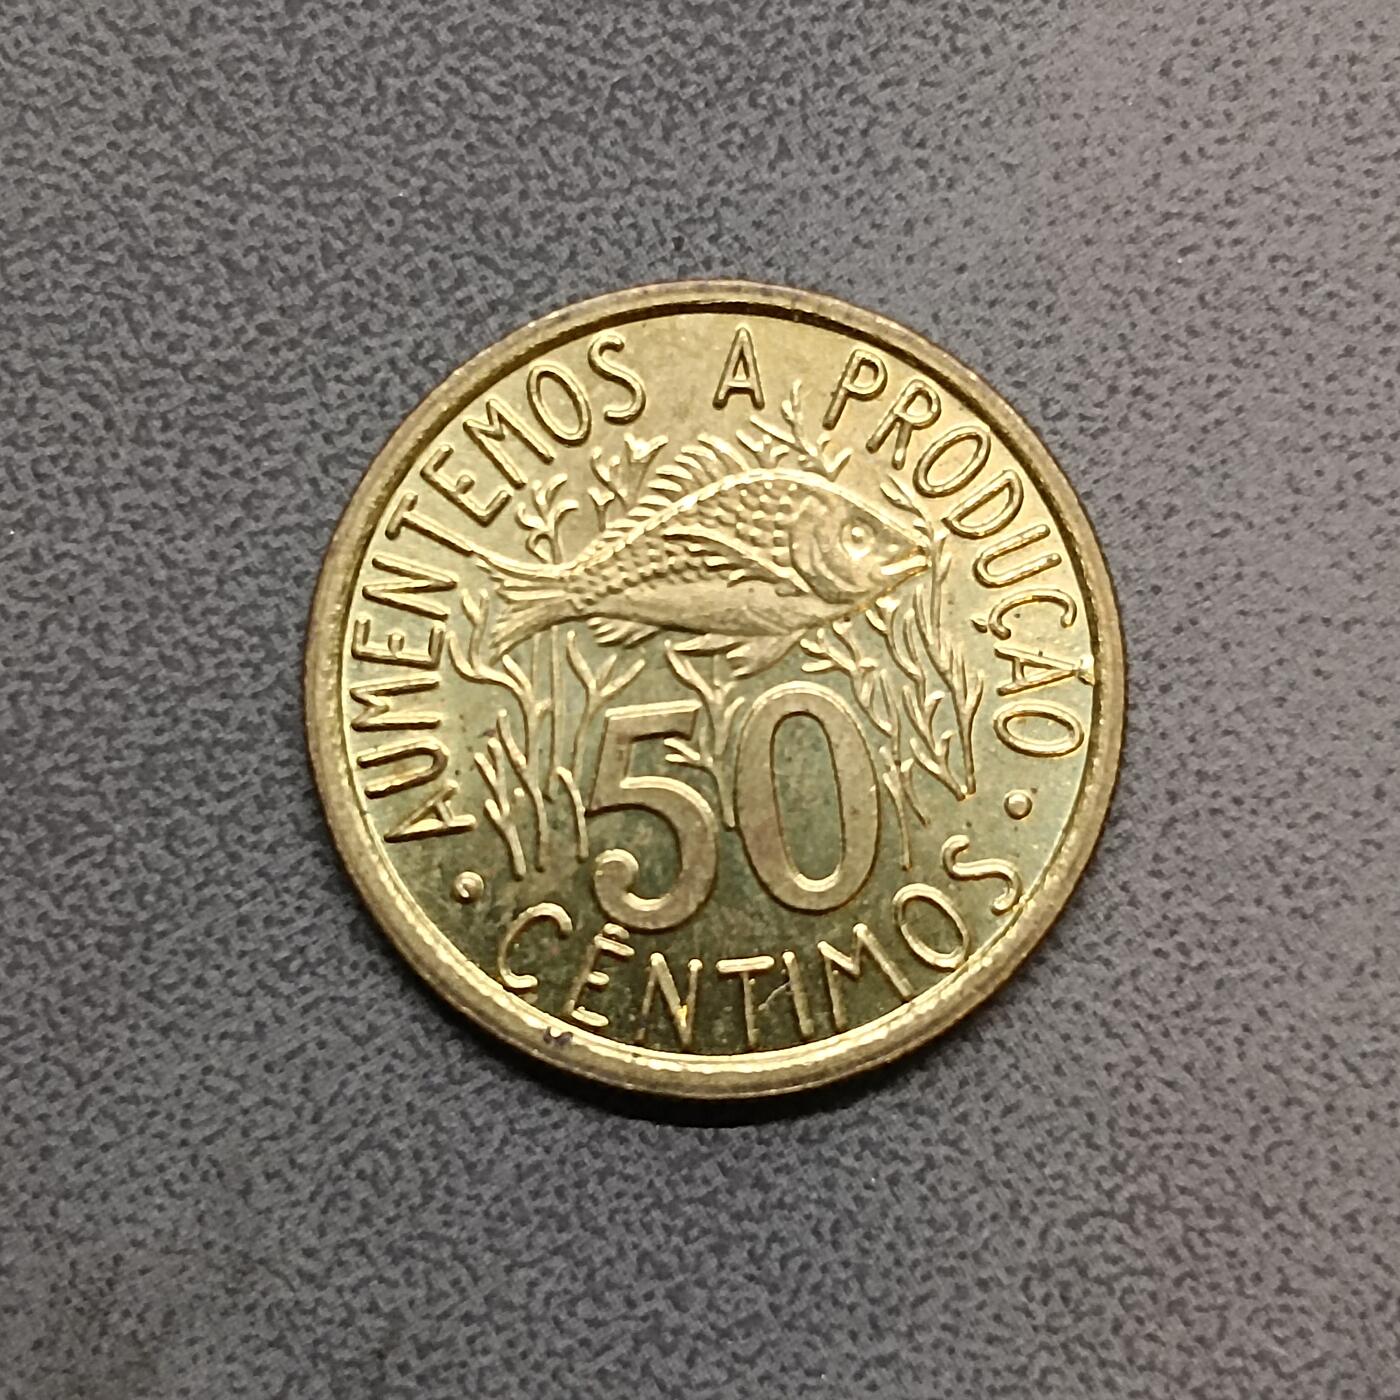 AUMENTEMOS A PRODUÇÃO
50
CÊNTIMOS